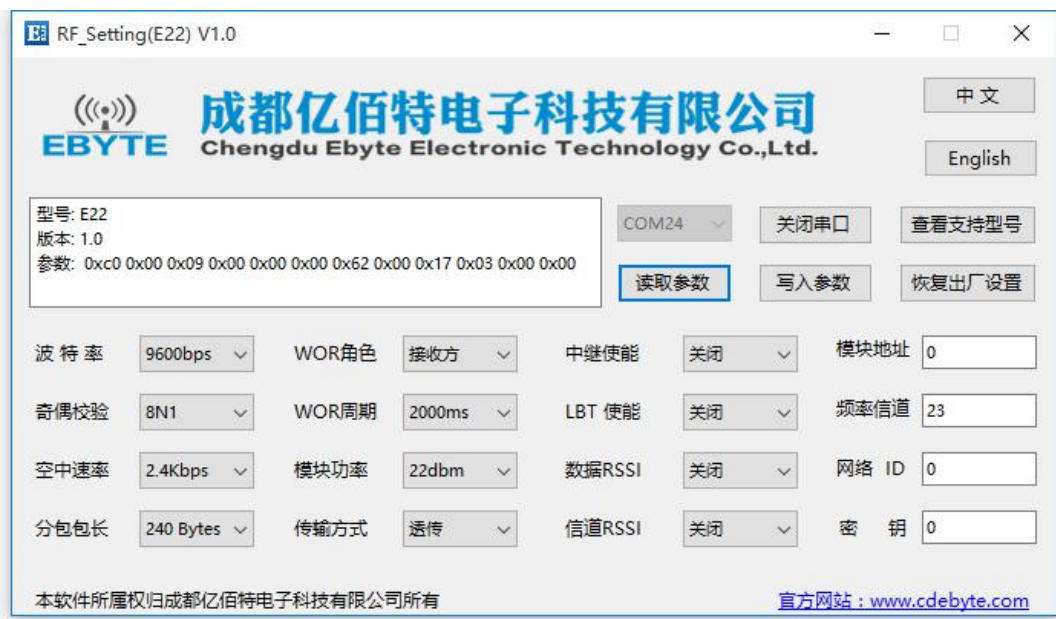 RF_Setting(E22) V1.0
EBYTE
成都亿佰特电子科技有限公司
Chengdu Ebyte Electronic Technology Co.,Ltd.
中 文
English
型号: E22
版本: 1.0
参数: 0xc0 0x00 0x09 0x00 0x00 0x00 0x62 0x00 0x17 0x03 0x00 0x00
COM24 关闭串口 查看支持型号
读取参数 写入参数 恢复出厂设置
波 特 率 9600bps WOR角色 接收方 中继使能 关闭 模块地址 0
奇偶校验 8N1 WOR周期 2000ms LBT 使能 关闭 频率信道 23
空中速率 2.4Kbps 模块功率 22dbm 数据RSSI 关闭 网络 ID 0
分包包长 240 Bytes 传输方式 透传 信道RSSI 关闭 密 钥 0
本软件所属权归成都亿佰特电子科技有限公司所有 官方网站：www.cdebyte.com